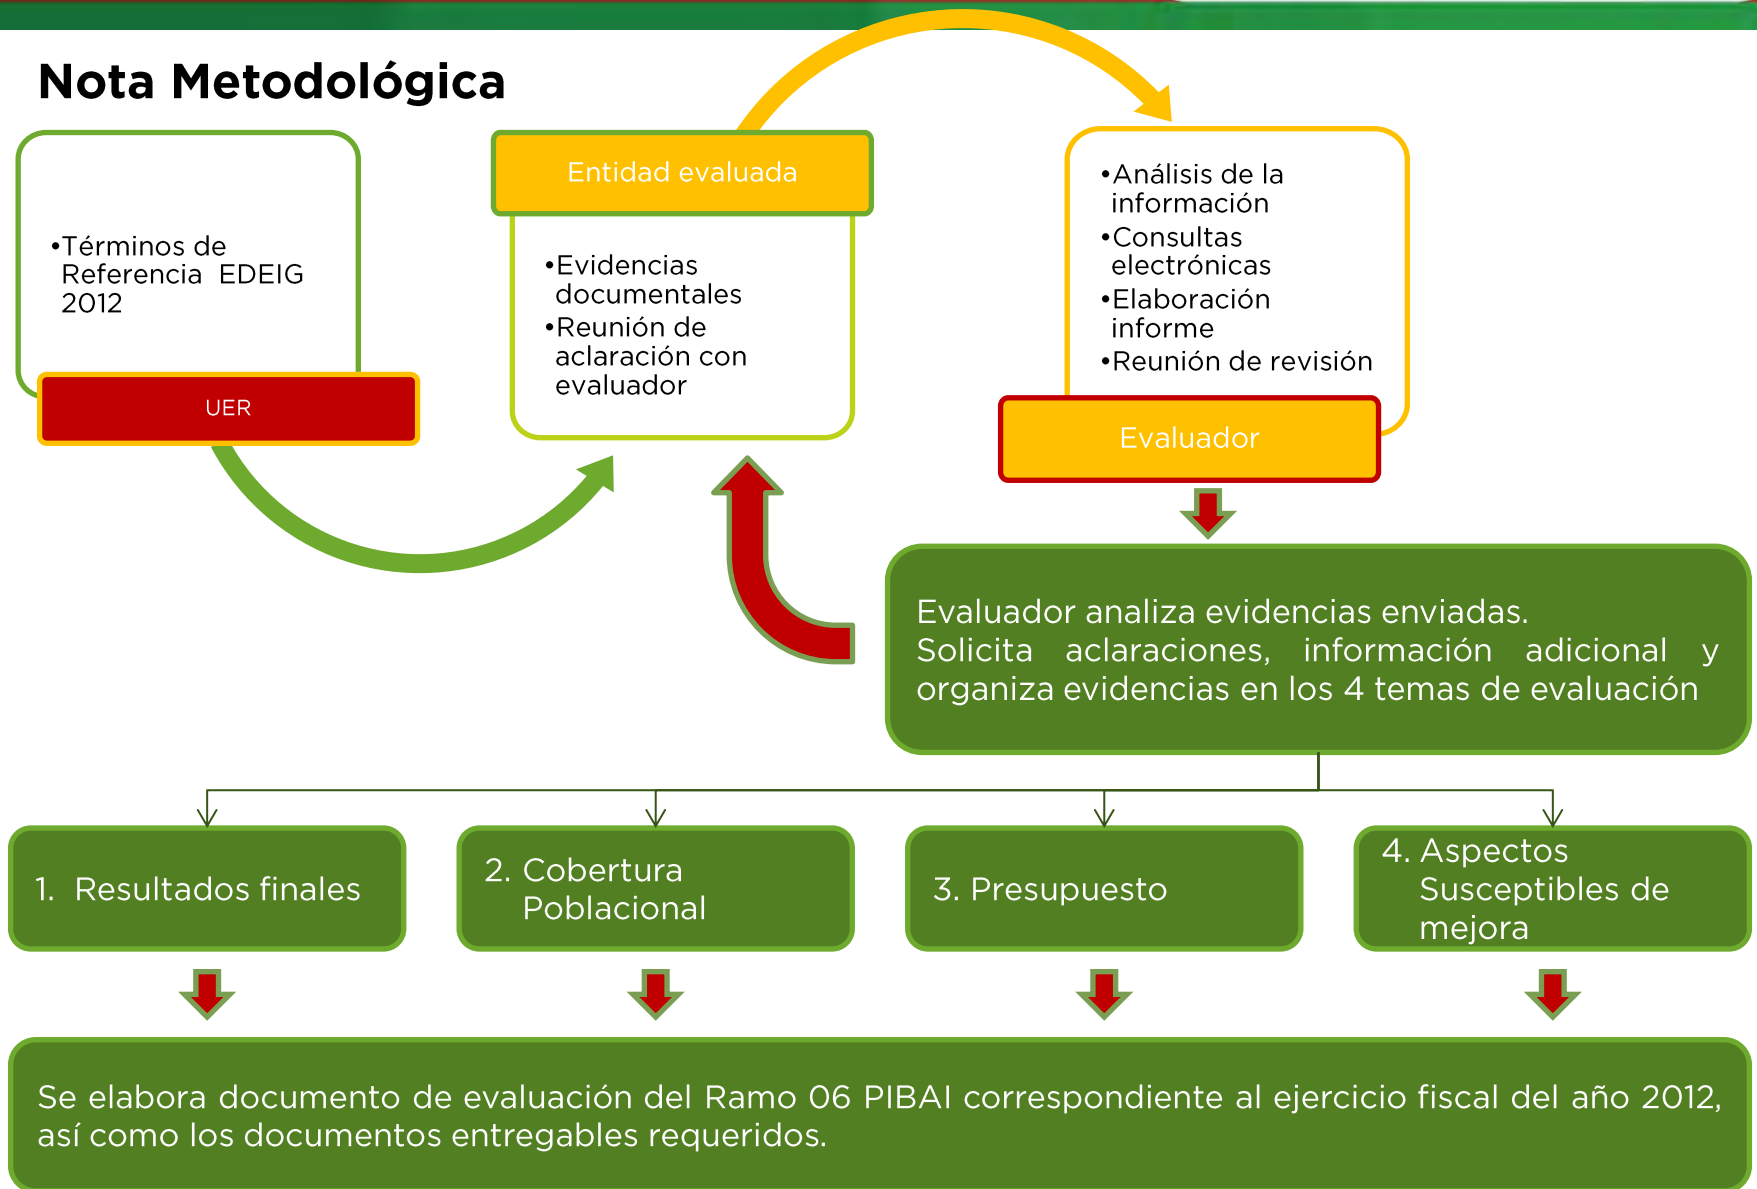 Nota Metodológica
•Términos de
Referencia EDEIG
2012
UER
Entidad evaluada
•Evidencias
documentales
•Reunión de
aclaración con
evaluador
•Análisis de la
información
•Consultas
electrónicas
•Elaboración
informe
•Reunión de revisión
Evaluador
Evaluador analiza evidencias enviadas.
Solicita aclaraciones, información adicional y
organiza evidencias en los 4 temas de evaluación
1. Resultados finales
2. Cobertura
Poblacional
3. Presupuesto
4. Aspectos
Susceptibles de
mejora
Se elabora documento de evaluación del Ramo 06 PIBAI correspondiente al ejercicio fiscal del año 2012,
así como los documentos entregables requeridos.